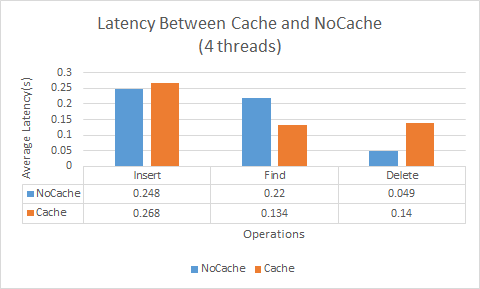 Latency Between Cache and NoCache
(4 threads)
Average Latency(s)
0.3
0.25
0.2
0.15
0.1
0.05
0
Insert Find Delete
NoCache 0.248 0.22 0.049
Cache 0.268 0.134 0.14
Operations
NoCache Cache